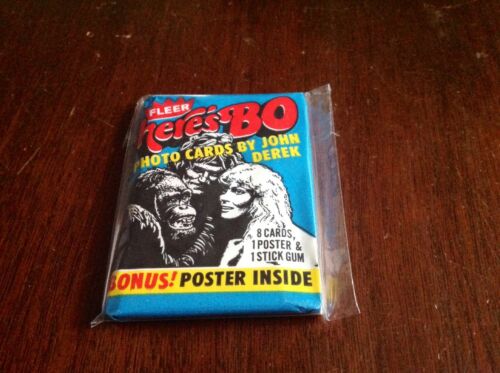 FLEER
here's BO
PHOTO CARDS BY JOHN
DEREK
8 CARDS,
1 POSTER &
1 STICK GUM
BONUS! POSTER INSIDE